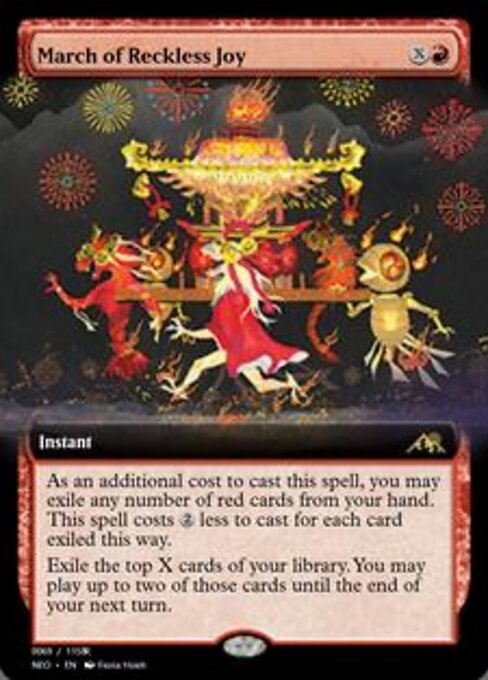 March of Reckless Joy X
Instant
As an additional cost to cast this spell, you may
exile any number of red cards from your hand.
This spell costs 2 less to cast for each card
exiled this way.
Exile the top X cards of your library. You may
play up to two of those cards until the end of
your next turn.
R
NEO • EN Fiona Hsieh